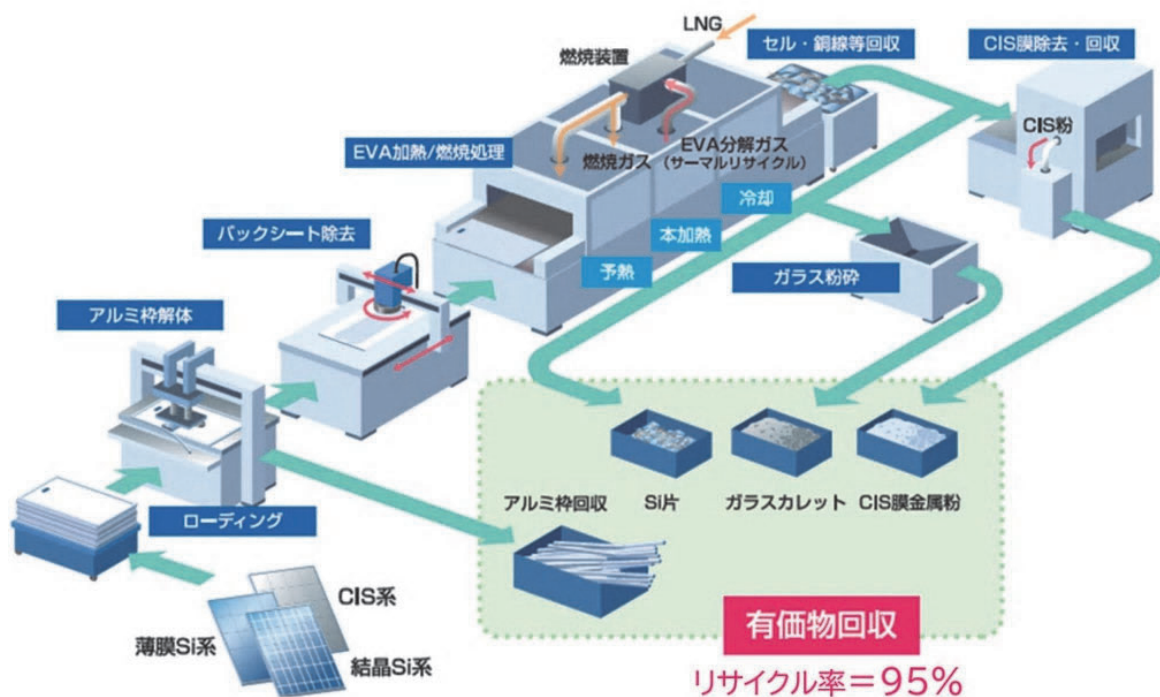 LNG
燃焼装置
セル・銅線等回収
CIS膜除去・回収
CIS粉
EVA加熱/燃焼処理
燃焼ガス
EVA分解ガス
（サーマルリサイクル）
冷却
本加熱
予熱
バックシート除去
ガラス粉砕
アルミ枠解体
ローディング
アルミ枠回収
Si片
ガラスカレット
CIS膜金属粉
CIS系
薄膜Si系
結晶Si系
有価物回収
リサイクル率＝95%